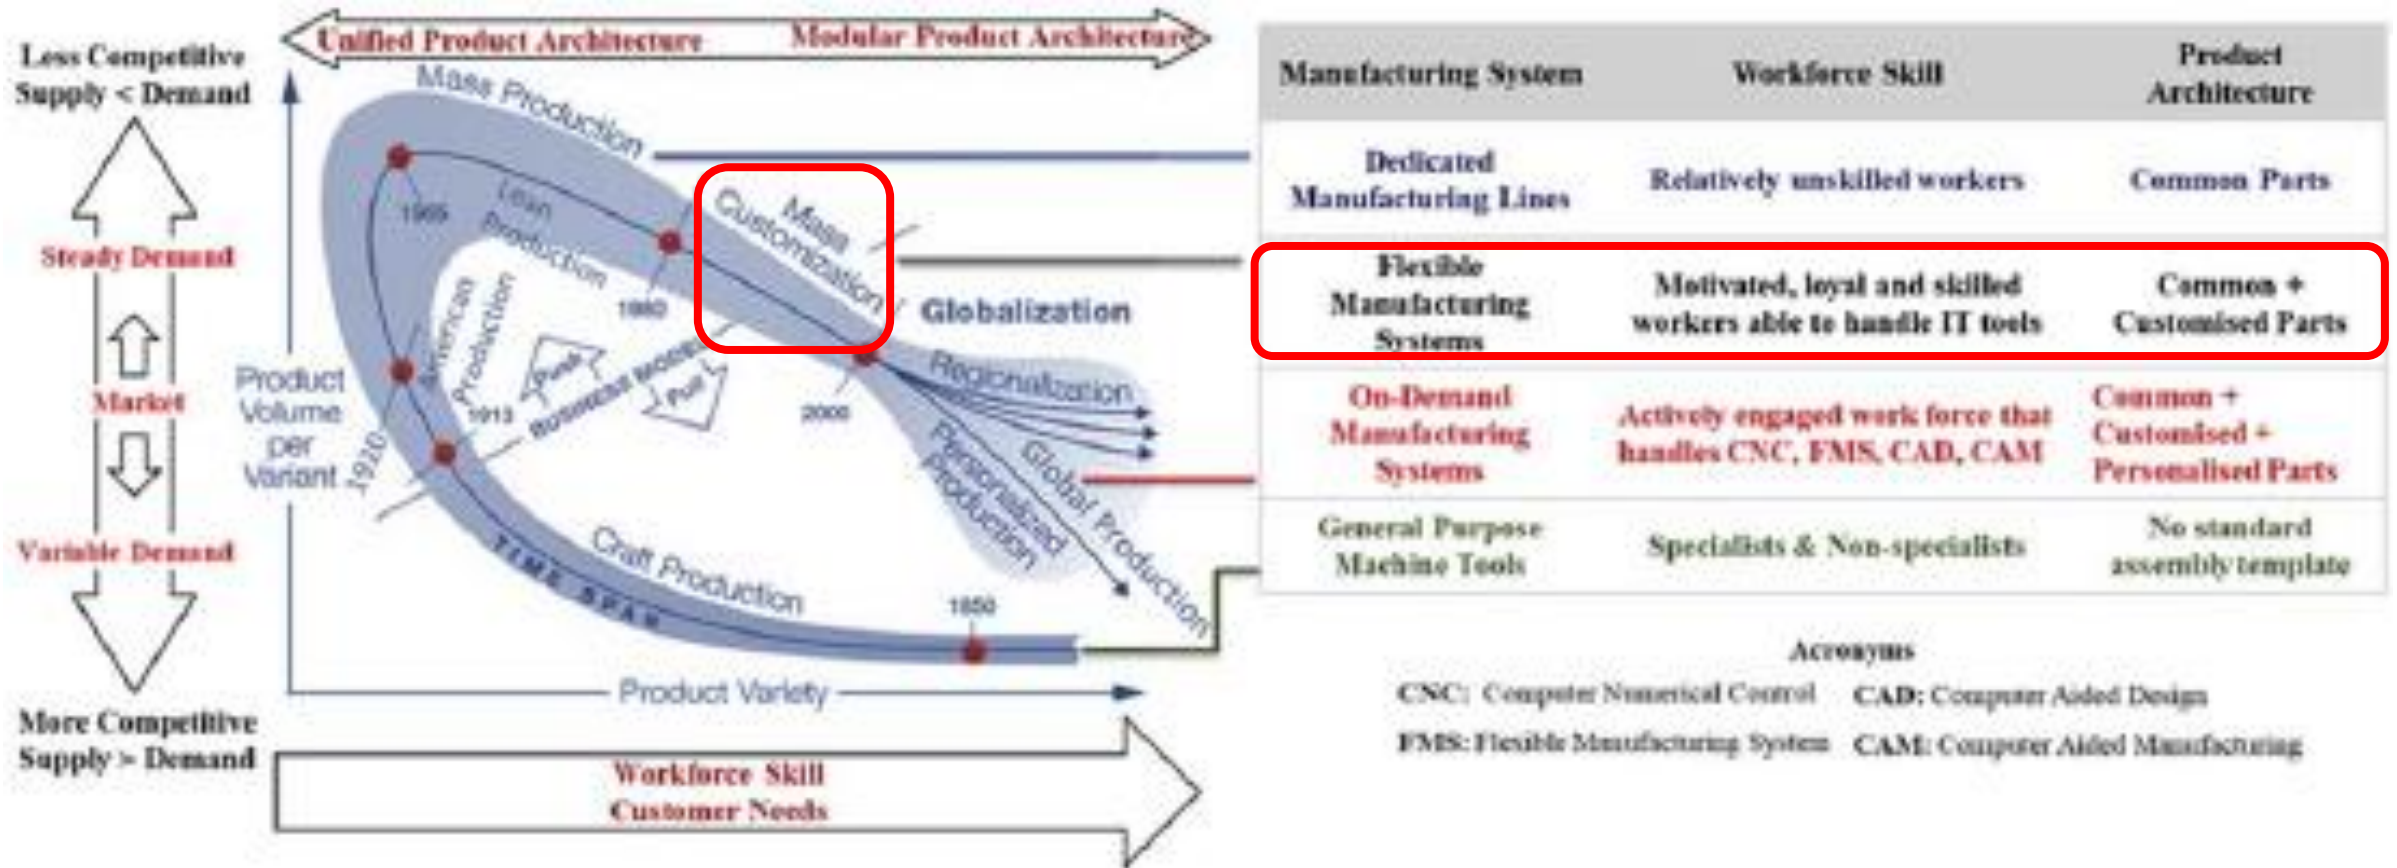 Less Competitive
Supply < Demand
Steady Demand
Market
Variable Demand
More Competitive
Supply > Demand
Unified Product Architecture
Modular Product Architecture
Mass Production
Lean
Production
Mass
Customization
Globalization
Regionalization
Global Production
Personalized
Production
American
Production
BUSINESS MODEL
Push
Pull
Craft Production
TIME SPAN
1850
1913
1920
1980
2000
Product
Volume
per
Variant
Product Variety
Workforce Skill
Customer Needs
Manufacturing System
Workforce Skill
Product
Architecture
Dedicated
Manufacturing Lines
Relatively unskilled workers
Common Parts
Flexible
Manufacturing
Systems
Motivated, loyal and skilled
workers able to handle IT tools
Common +
Customised Parts
On-Demand
Manufacturing
Systems
Actively engaged work force that
handles CNC, FMS, CAD, CAM
Common +
Customised +
Personalised Parts
General Purpose
Machine Tools
Specialists & Non-specialists
No standard
assembly template
Acronyms
CNC: Computer Numerical Control
CAD: Computer Aided Design
FMS: Flexible Manufacturing System
CAM: Computer Aided Manufacturing